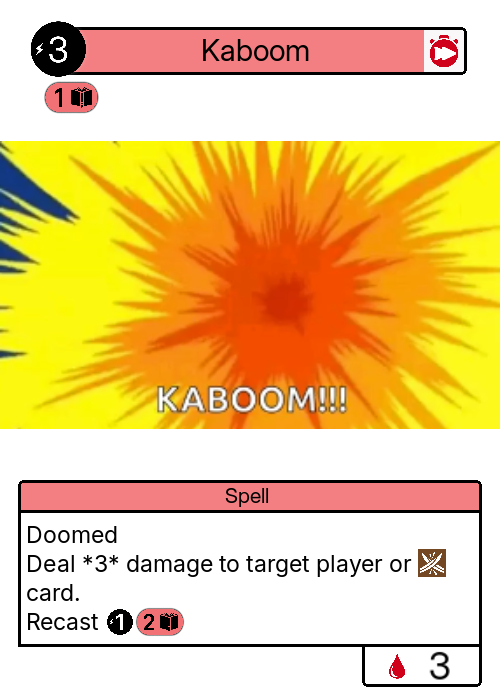 3 Kaboom
1
KABOOM!!!
Spell
Doomed
Deal *3* damage to target player or
card.
Recast 1 2
3